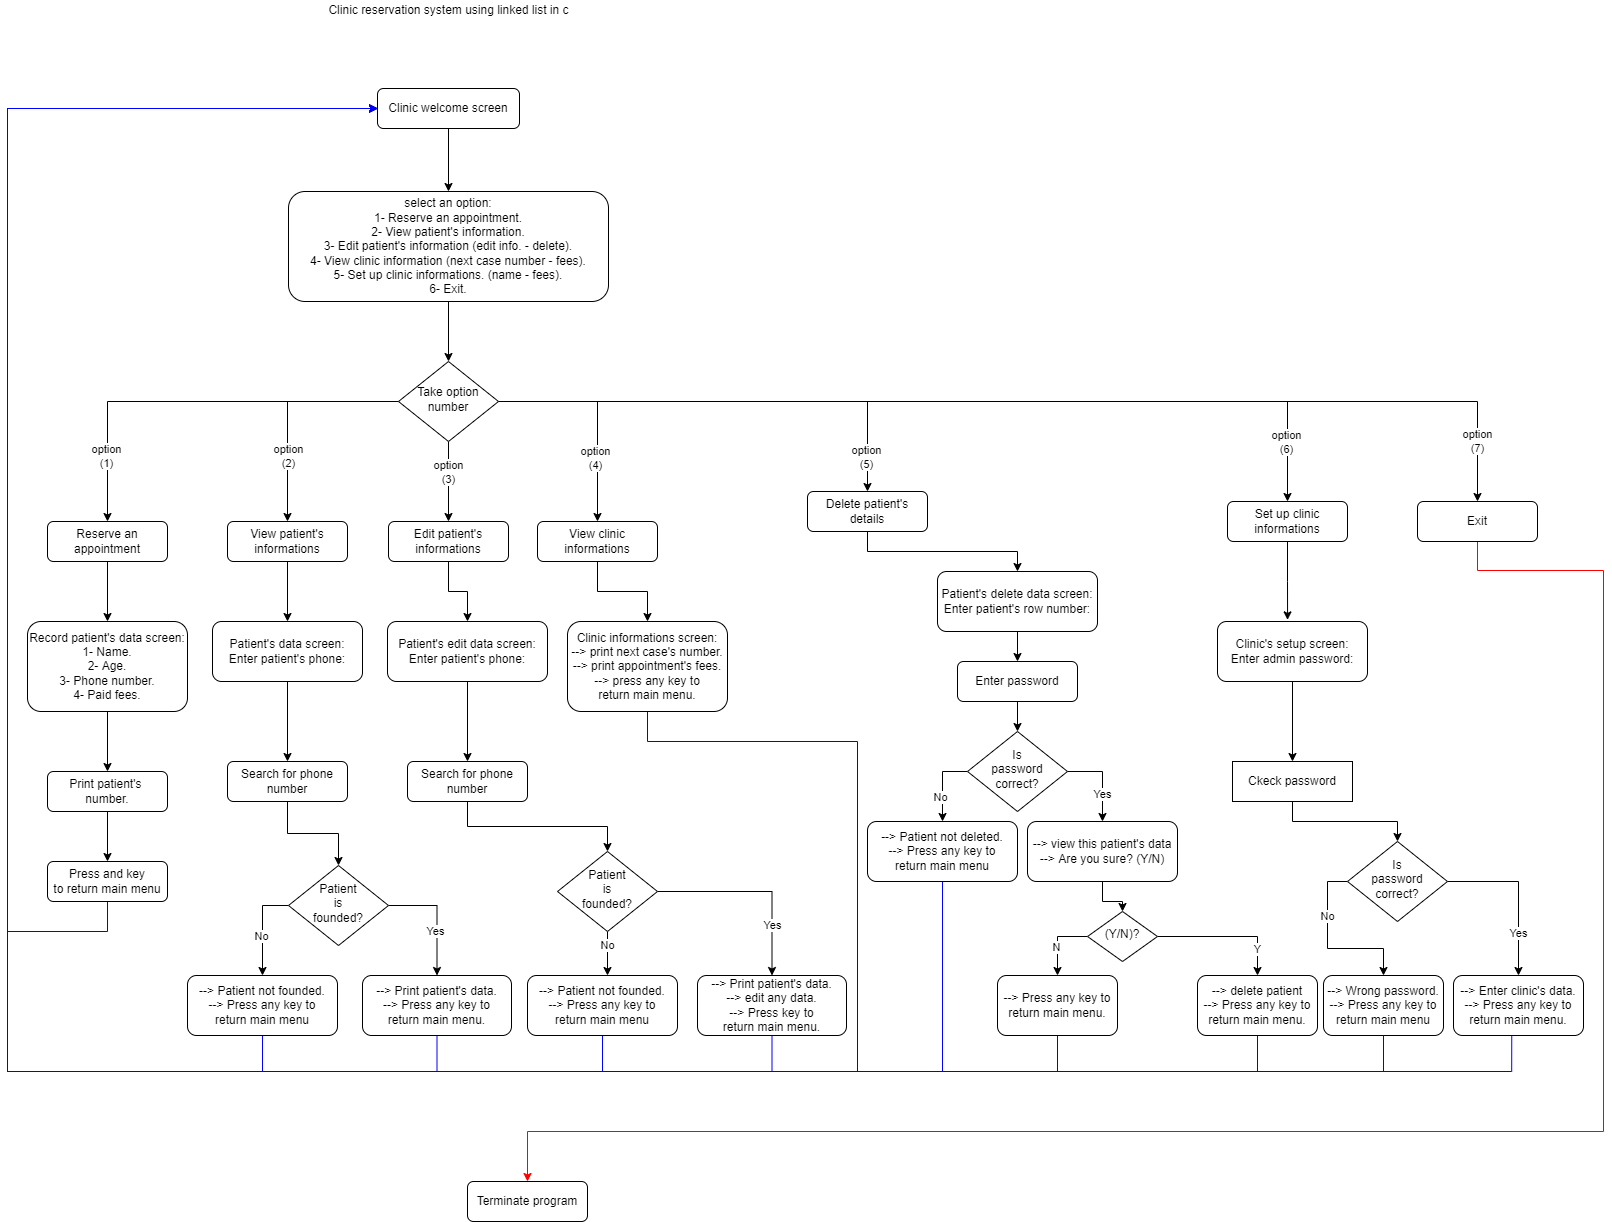 Clinic reservation system using linked list in c
Clinic welcome screen
select an option:
1- Reserve an appointment.
2- View patient's information.
3- Edit patient's information (edit info. - delete).
4- View clinic information (next case number - fees).
5- Set up clinic informations. (name - fees).
6- Exit.
Take option
number
option
(1)
option
(2)
option
(3)
option
(4)
option
(5)
option
(6)
option
(7)
Reserve an
appointment
View patient's
informations
Edit patient's
informations
View clinic
informations
Delete patient's
details
Set up clinic
informations
Exit
Record patient's data screen:
1- Name.
2- Age.
3- Phone number.
4- Paid fees.
Patient's data screen:
Enter patient's phone:
Patient's edit data screen:
Enter patient's phone:
Clinic informations screen:
--> print next case's number.
--> print appointment's fees.
--> press any key to
return main menu.
Patient's delete data screen:
Enter patient's row number:
Clinic's setup screen:
Enter admin password:
Enter password
Print patient's
number.
Search for phone
number
Search for phone
number
Is
password
correct?
No
Yes
Ckeck password
Press and key
to return main menu
Patient
is
founded?
No
Yes
Patient
is
founded?
No
Yes
--> Patient not deleted.
--> Press any key to
return main menu
--> view this patient's data
--> Are you sure? (Y/N)
(Y/N)?
N
Y
Is
password
correct?
No
Yes
--> Patient not founded.
--> Press any key to
return main menu
--> Print patient's data.
--> Press any key to
return main menu.
--> Patient not founded.
--> Press any key to
return main menu
--> Print patient's data.
--> edit any data.
--> Press key to
return main menu.
--> Press any key to
return main menu.
--> delete patient
--> Press any key to
return main menu.
--> Wrong password.
--> Press any key to
return main menu
--> Enter clinic's data.
--> Press any key to
return main menu.
Terminate program